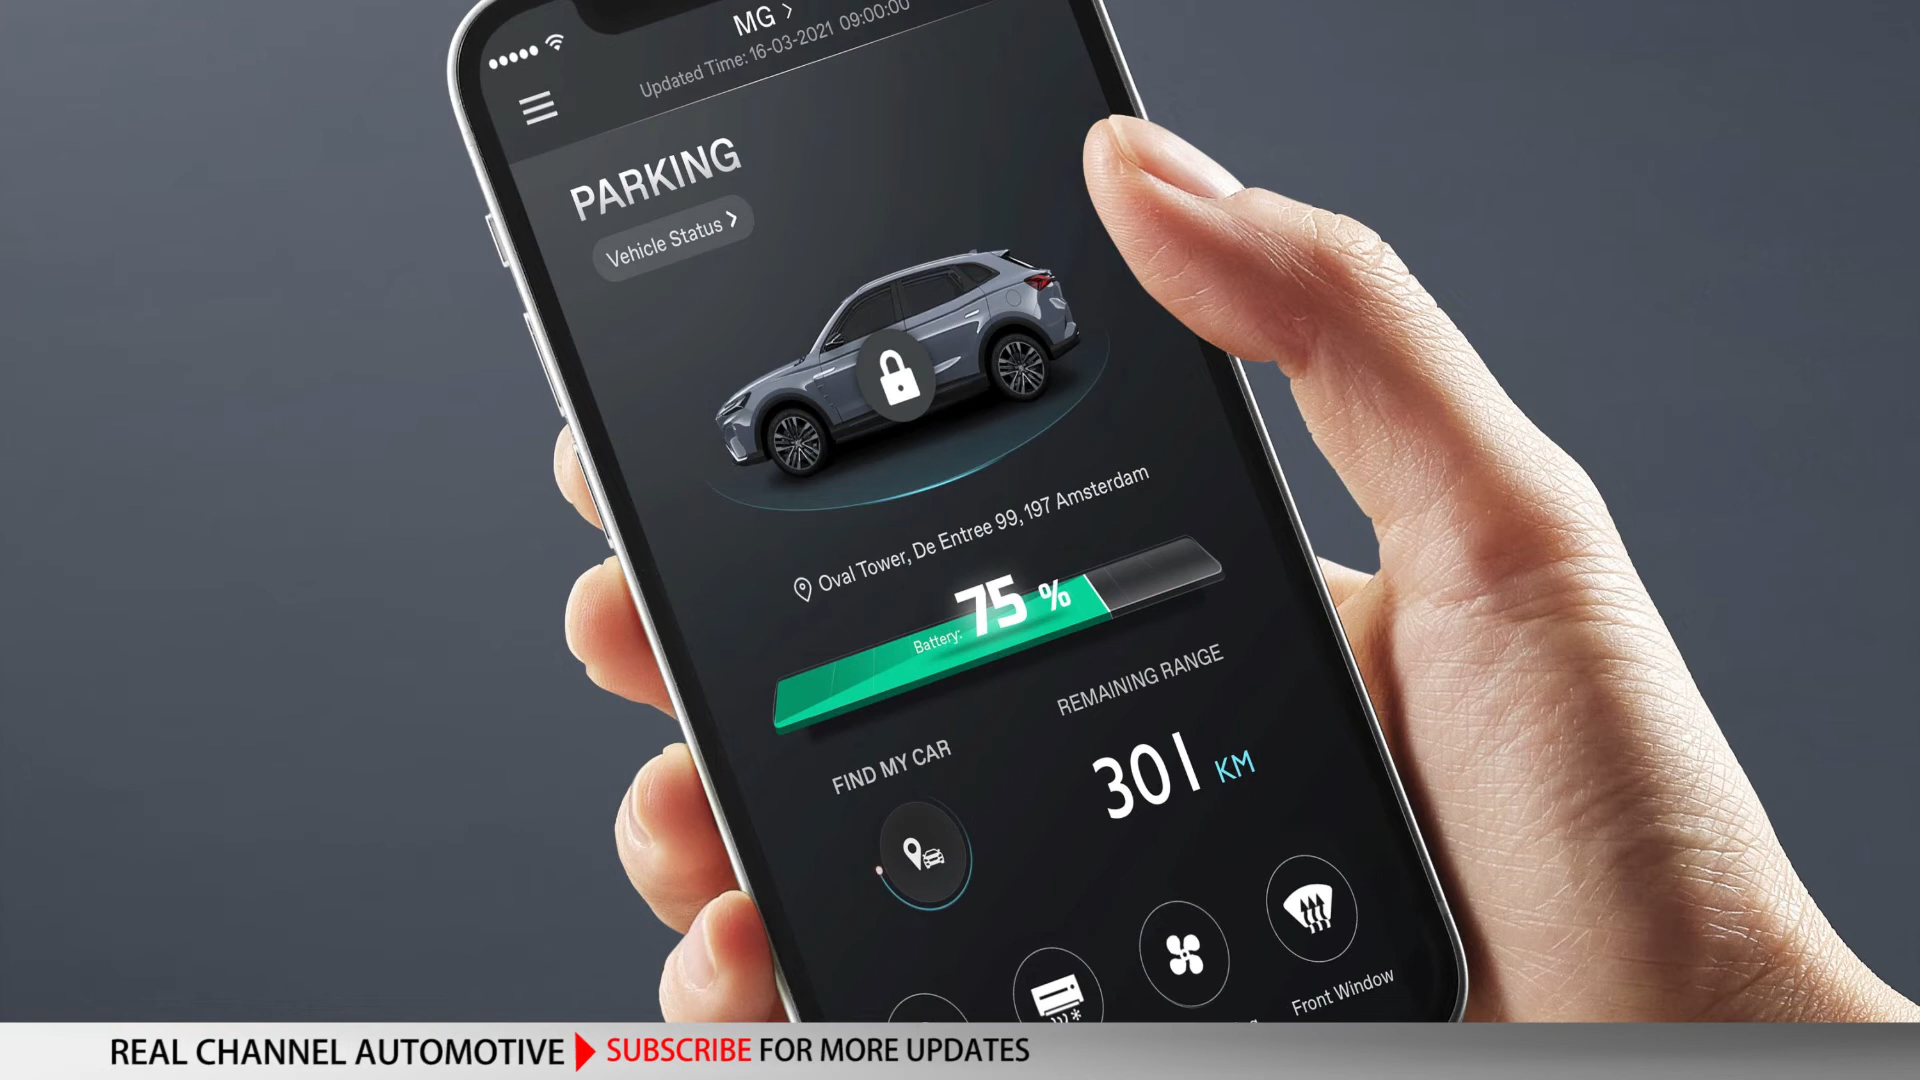 MG >
Updated Time: 16-03-2021 09:00:00
PARKING
Vehicle Status >
Oval Tower, De Entree 99, 197 Amsterdam
Battery: 75 %
REMAINING RANGE
301 KM
FIND MY CAR
Front Window
REAL CHANNEL AUTOMOTIVE SUBSCRIBE FOR MORE UPDATES